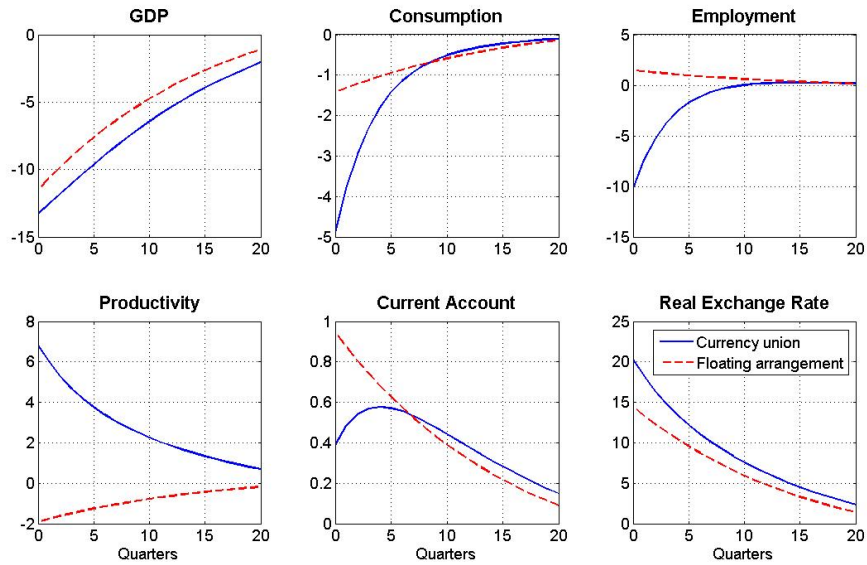 GDP
Consumption
Employment
0
-5
-10
-15
0 5 10 15 20
0
-1
-2
-3
-4
-5
0 5 10 15 20
15
10
5
0
-5
-10
-15
0 5 10 15 20
Productivity
Current Account
Real Exchange Rate
8
6
4
2
0
-2
0 5 10 15 20
Quarters
1
0.8
0.6
0.4
0.2
0
0 5 10 15 20
Quarters
25
20
15
10
5
0
Currency union
Floating arrangement
0 5 10 15 20
Quarters